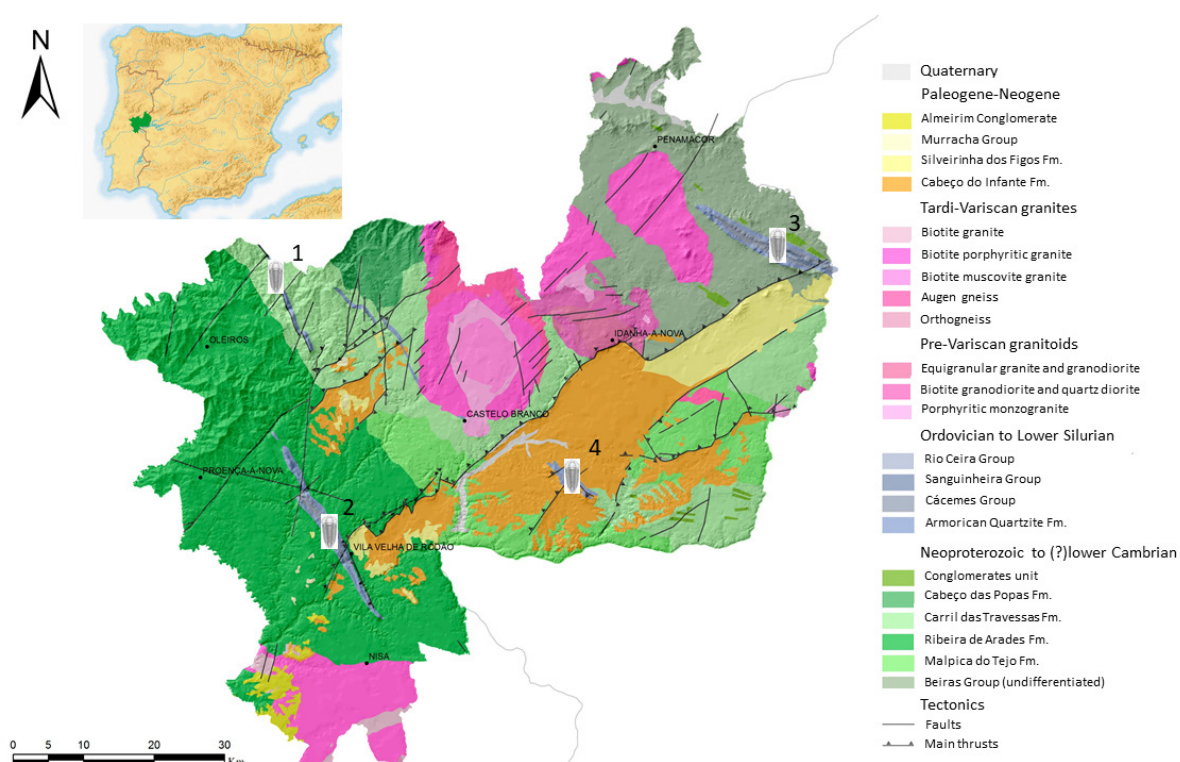 N
1
2
3
4
PENAMACOR
IDANHA-A-NOVA
OLEIROS
CASTELO BRANCO
PROENÇA-A-NOVA
VILA VELHA DE RODÃO
NISA
0 5 10 20 30
Km
Quaternary
Paleogene-Neogene
Almeirim Conglomerate
Murracha Group
Silveirinha dos Figos Fm.
Cabeço do Infante Fm.
Tardi-Variscan granites
Biotite granite
Biotite porphyritic granite
Biotite muscovite granite
Augen gneiss
Orthogneiss
Pre-Variscan granitoids
Equigranular granite and granodiorite
Biotite granodiorite and quartz diorite
Porphyritic monzogranite
Ordovician to Lower Silurian
Rio Ceira Group
Sanguinheira Group
Cácemes Group
Armorican Quartzite Fm.
Neoproterozoic to (?)lower Cambrian
Conglomerates unit
Cabeço das Popas Fm.
Carril das Travessas Fm.
Ribeira de Arades Fm.
Malpica do Tejo Fm.
Beiras Group (undifferentiated)
Tectonics
Faults
Main thrusts